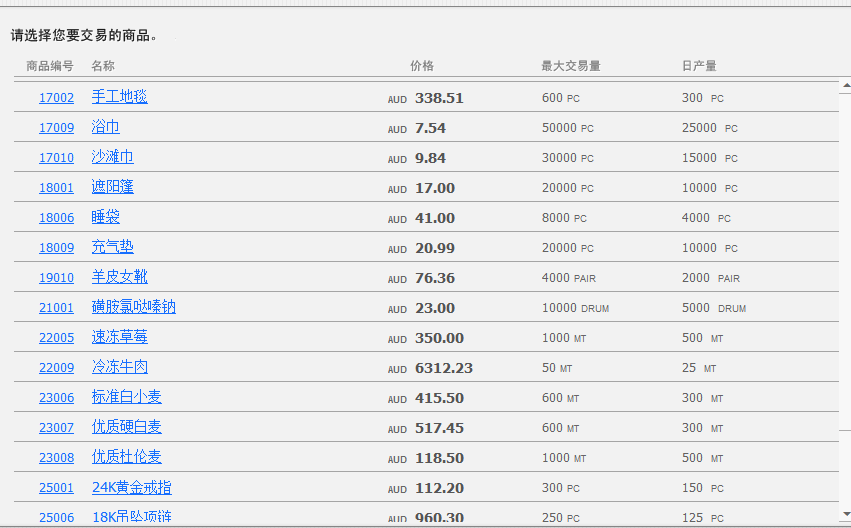 请选择您要交易的商品。
商品编号 名称 价格 最大交易量 日产量
17002 手工地毯 AUD 338.51 600 PC 300 PC
17009 浴巾 AUD 7.54 50000 PC 25000 PC
17010 沙滩巾 AUD 9.84 30000 PC 15000 PC
18001 遮阳篷 AUD 17.00 20000 PC 10000 PC
18006 睡袋 AUD 41.00 8000 PC 4000 PC
18009 充气垫 AUD 20.99 20000 PC 10000 PC
19010 羊皮女靴 AUD 76.36 4000 PAIR 2000 PAIR
21001 磺胺氯哒嗪钠 AUD 23.00 10000 DRUM 5000 DRUM
22005 速冻草莓 AUD 350.00 1000 MT 500 MT
22009 冷冻牛肉 AUD 6312.23 50 MT 25 MT
23006 标准白小麦 AUD 415.50 600 MT 300 MT
23007 优质硬白麦 AUD 517.45 600 MT 300 MT
23008 优质杜伦麦 AUD 118.50 1000 MT 500 MT
25001 24K黄金戒指 AUD 112.20 300 PC 150 PC
25006 18K吊坠项链 AUD 960.30 250 PC 125 PC